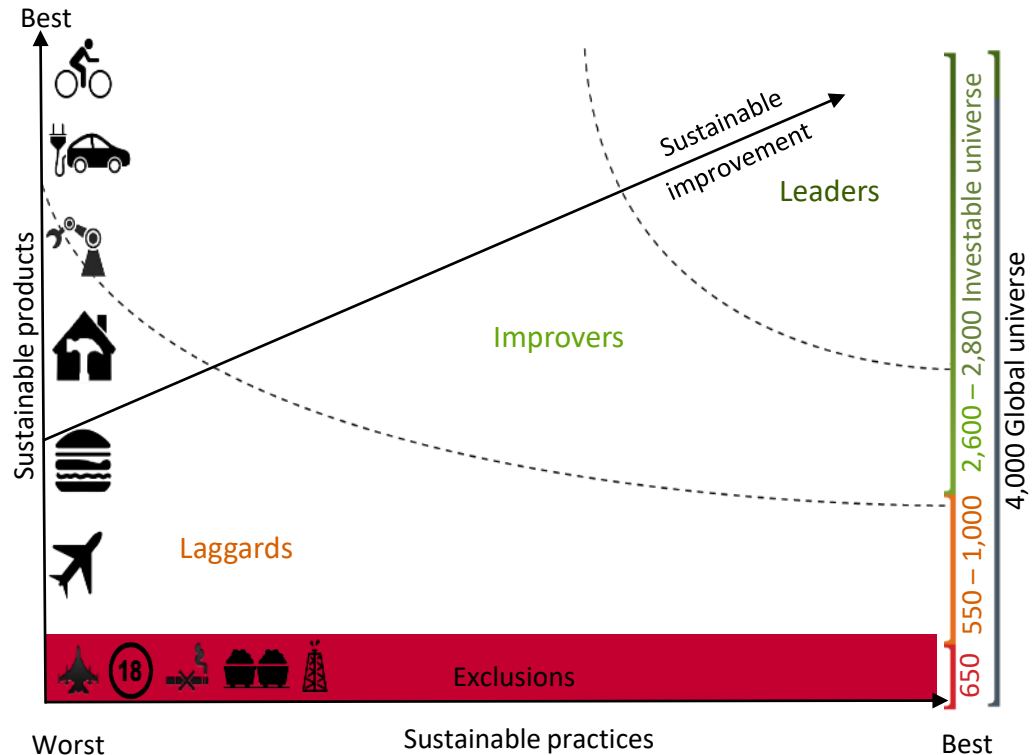 Best
Sustainable products
Sustainable
improvement
Leaders
Improvers
Laggards
18
Exclusions
2,600 – 2,800 Investable universe
550 – 1,000
650
4,000 Global universe
Worst
Sustainable practices
Best